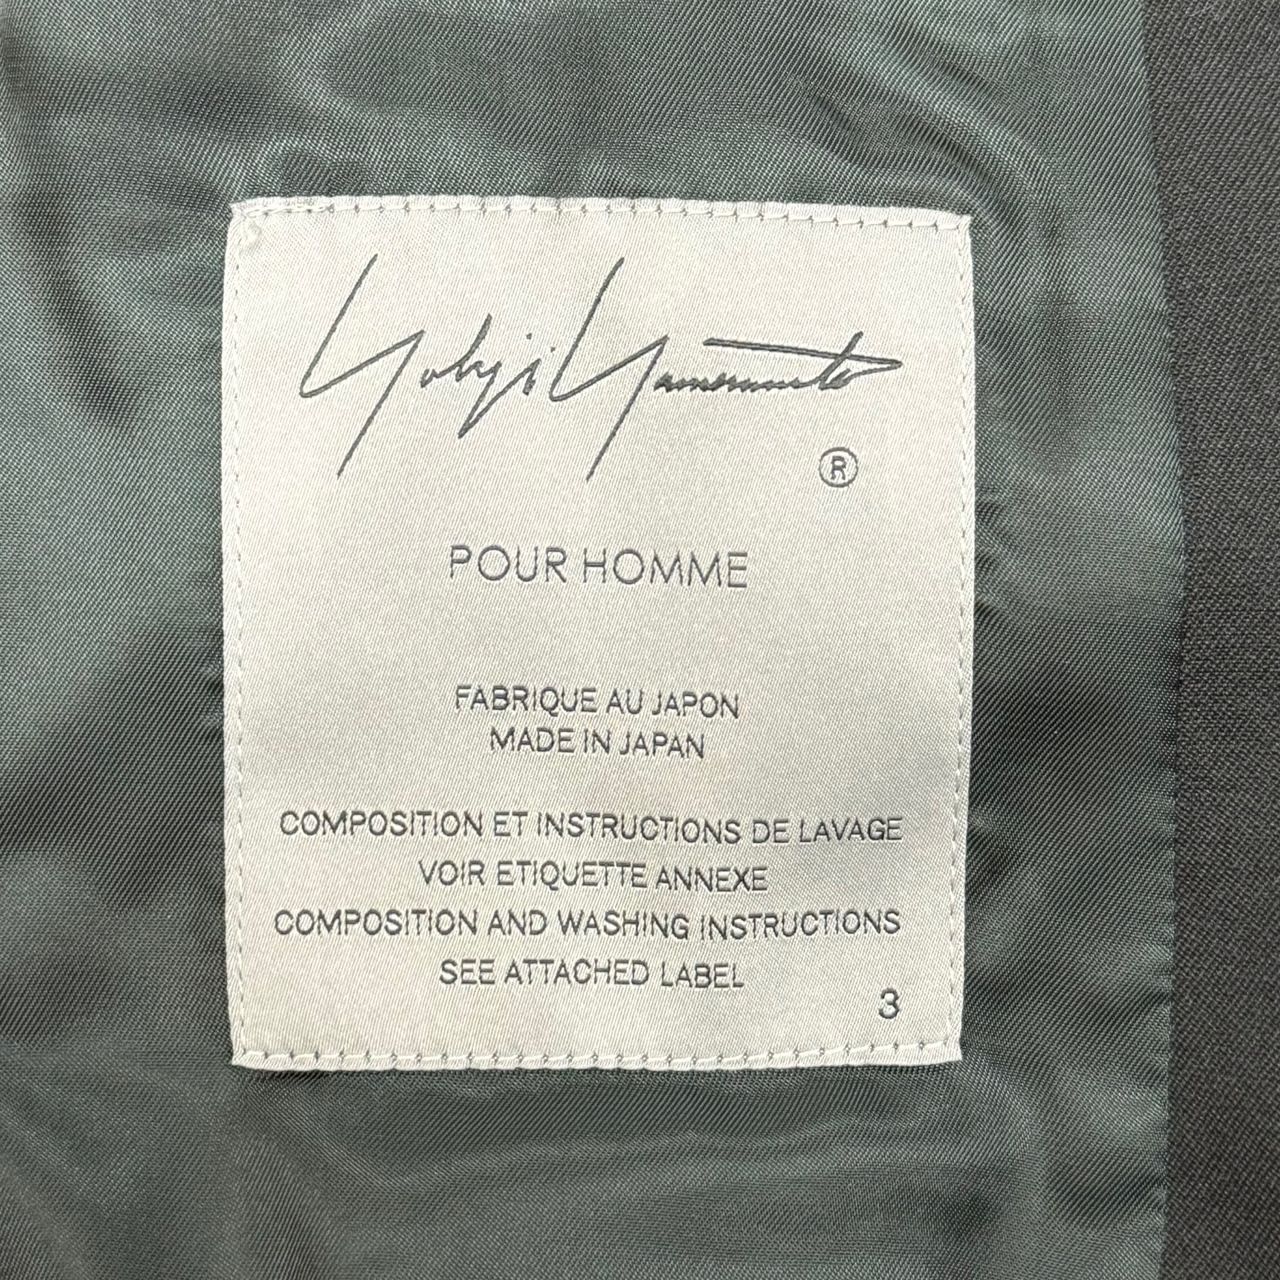 Yohji Yamamoto
®
POUR HOMME
FABRIQUE AU JAPON
MADE IN JAPAN
COMPOSITION ET INSTRUCTIONS DE LAVAGE
VOIR ETIQUETTE ANNEXE
COMPOSITION AND WASHING INSTRUCTIONS
SEE ATTACHED LABEL
3